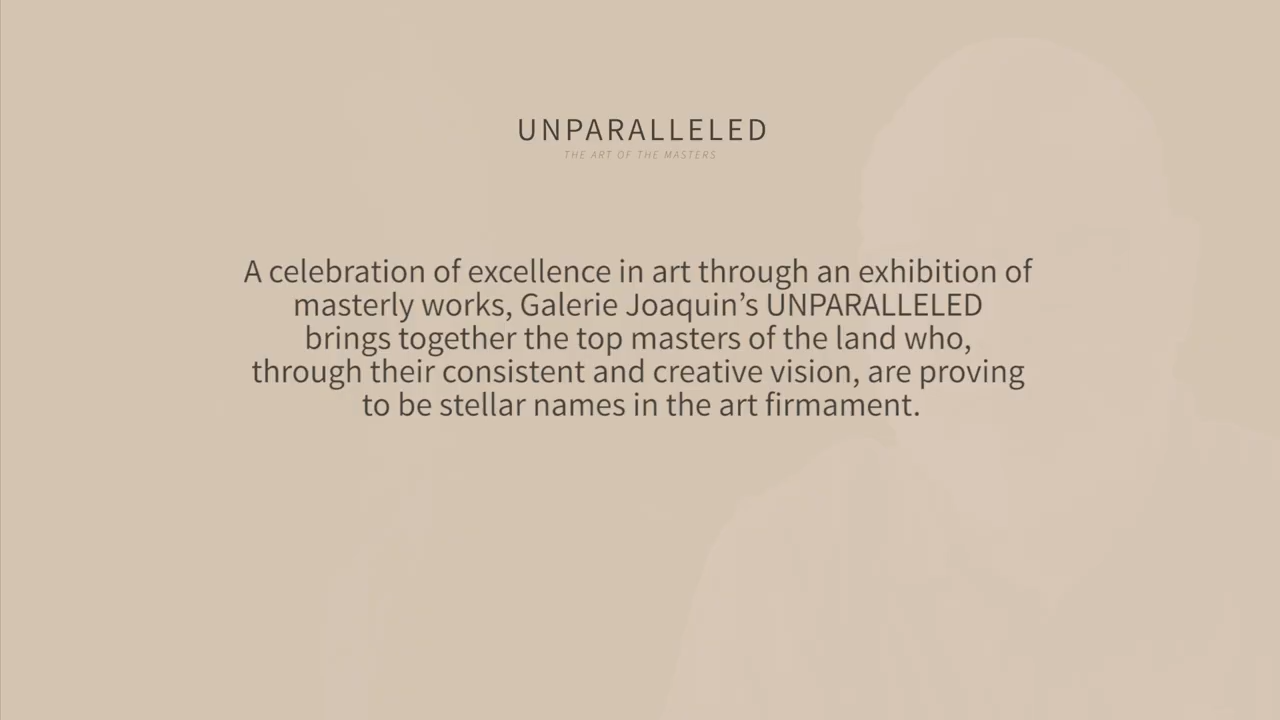 UNPARALLELED
THE ART OF THE MASTERS
A celebration of excellence in art through an exhibition of
masterly works, Galerie Joaquin’s UNPARALLELED
brings together the top masters of the land who,
through their consistent and creative vision, are proving
to be stellar names in the art firmament.